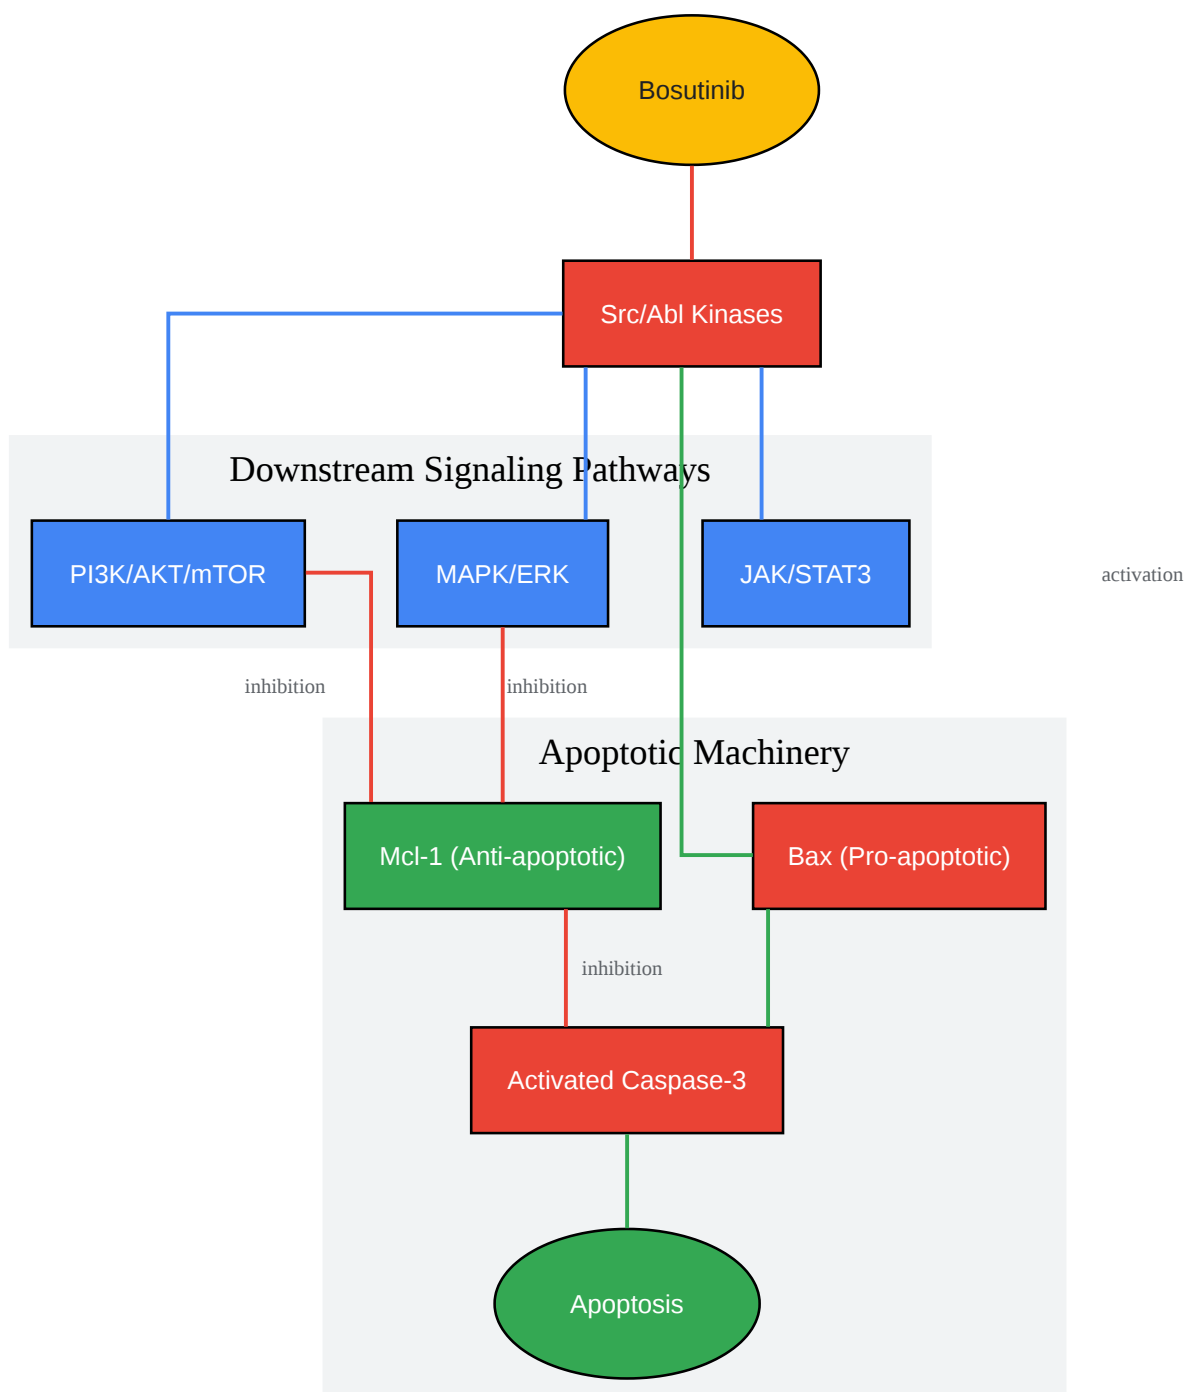 Bosutinib
Src/Abl Kinases
Downstream Signaling Pathways
PI3K/AKT/mTOR
MAPK/ERK
JAK/STAT3
activation
inhibition
inhibition
Apoptotic Machinery
Mcl-1 (Anti-apoptotic)
Bax (Pro-apoptotic)
inhibition
Activated Caspase-3
Apoptosis